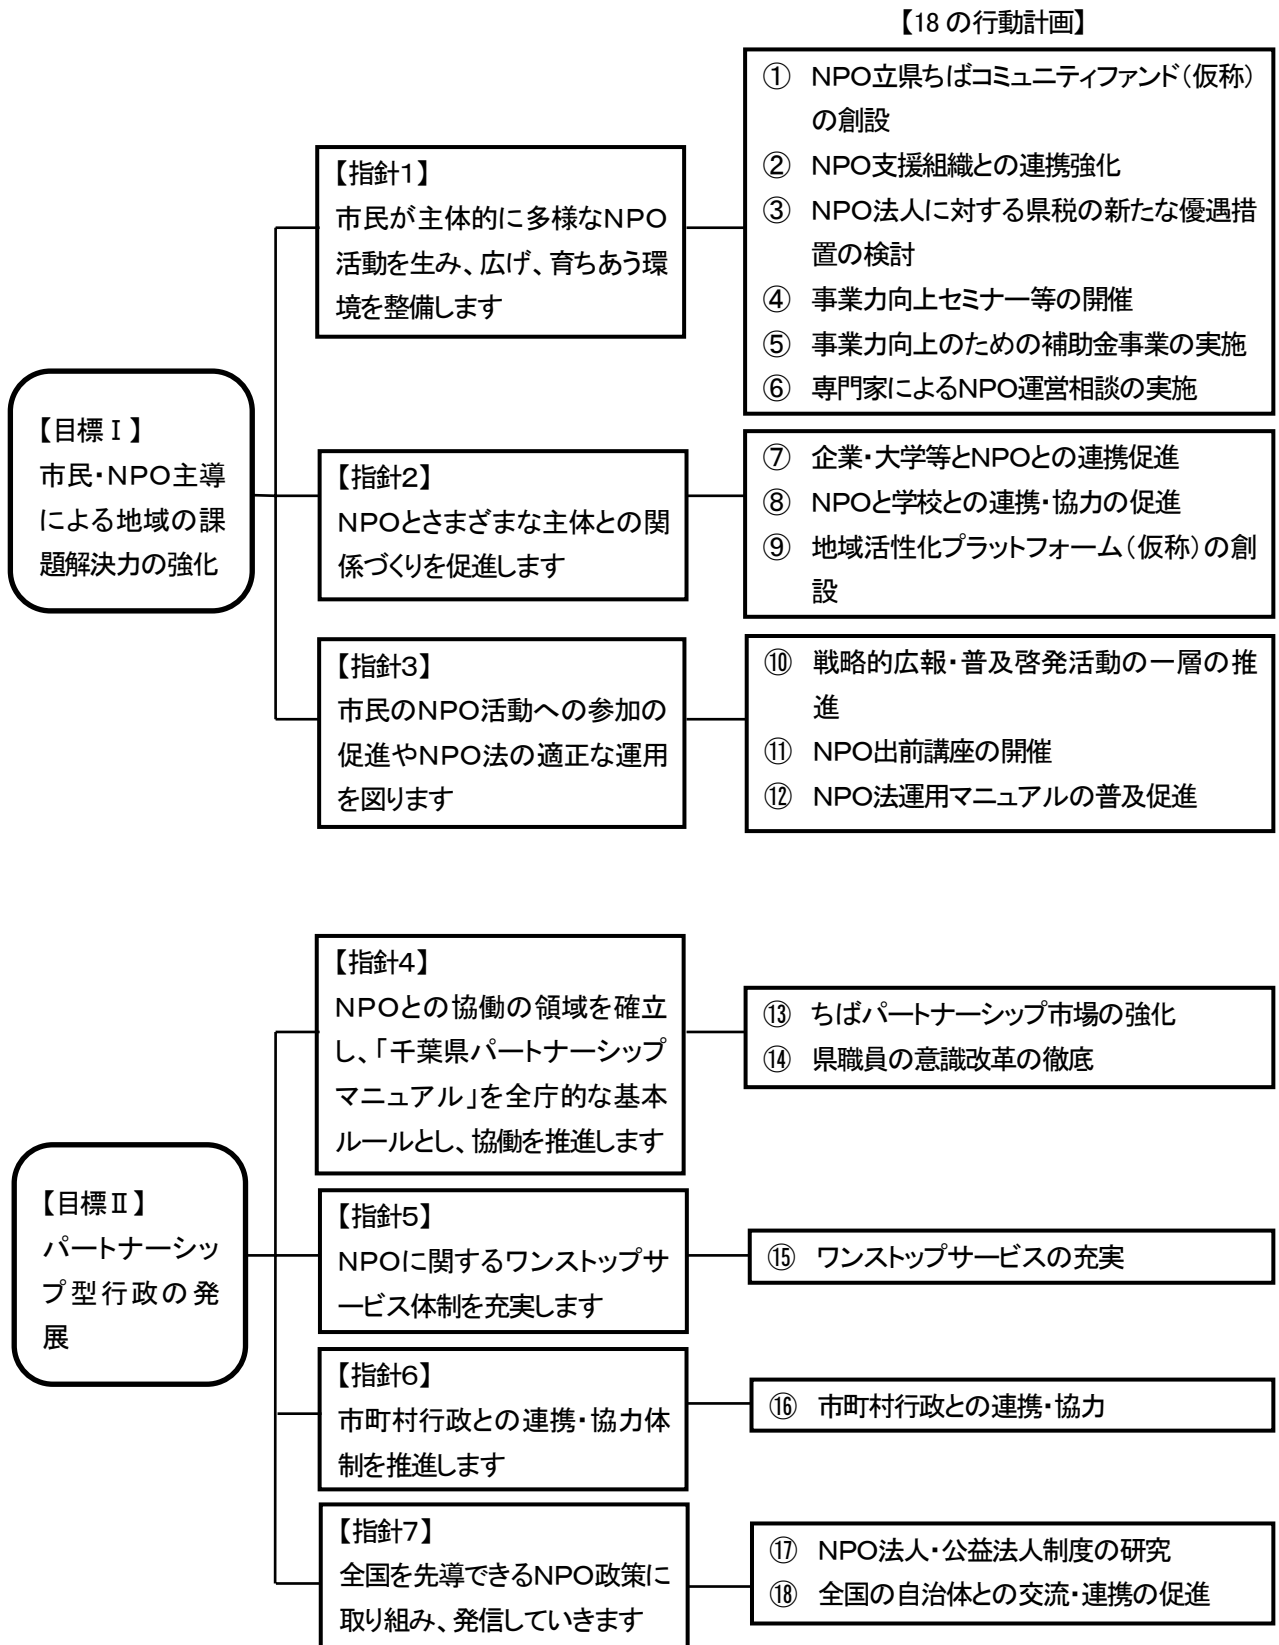 【18の行動計画】
【目標Ⅰ】
市民・NPO主導
による地域の課
題解決力の強化
【指針1】
市民が主体的に多様なNPO
活動を生み、広げ、育ちあう環
境を整備します
① NPO立県ちばコミュニティファンド(仮称)
の創設
② NPO支援組織との連携強化
③ NPO法人に対する県税の新たな優遇措
置の検討
④ 事業力向上セミナー等の開催
⑤ 事業力向上のための補助金事業の実施
⑥ 専門家によるNPO運営相談の実施
【指針2】
NPOとさまざまな主体との関
係づくりを促進します
⑦ 企業・大学等とNPOとの連携促進
⑧ NPOと学校との連携・協力の促進
⑨ 地域活性化プラットフォーム(仮称)の創
設
【指針3】
市民のNPO活動への参加の
促進やNPO法の適正な運用
を図ります
⑩ 戦略的広報・普及啓発活動の一層の推
進
⑪ NPO出前講座の開催
⑫ NPO法運用マニュアルの普及促進
【目標Ⅱ】
パートナーシッ
プ型行政の発
展
【指針4】
NPOとの協働の領域を確立
し、「千葉県パートナーシップ
マニュアル」を全庁的な基本
ルールとし、協働を推進します
⑬ ちばパートナーシップ市場の強化
⑭ 県職員の意識改革の徹底
【指針5】
NPOに関するワンストップサ
ービス体制を充実します
⑮ ワンストップサービスの充実
【指針6】
市町村行政との連携・協力体
制を推進します
⑯ 市町村行政との連携・協力
【指針7】
全国を先導できるNPO政策に
取り組み、発信していきます
⑰ NPO法人・公益法人制度の研究
⑱ 全国の自治体との交流・連携の促進